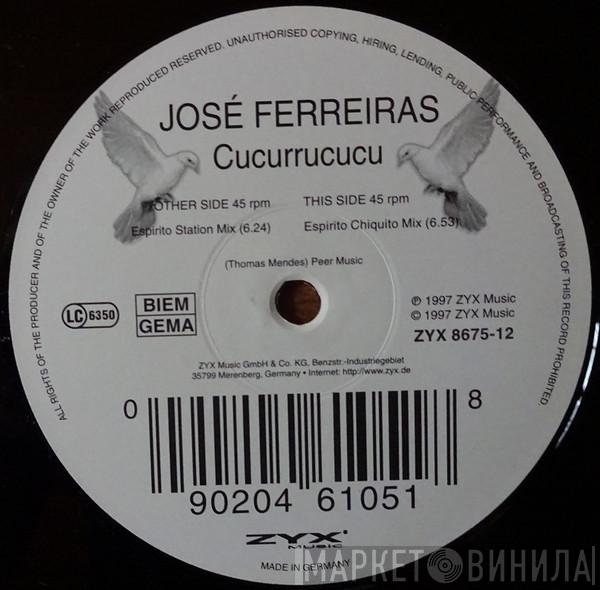 ALL RIGHTS OF THE PRODUCER AND OF THE OWNER OF THE WORK REPRODUCED RESERVED. UNAUTHORISED COPYING, HIRING, LENDING, PUBLIC PERFORMANCE AND BROADCASTING OF THIS RECORD PROHIBITED.
JOSÉ FERREIRAS
Cucurrucucu
OTHER SIDE 45 rpm
Espirito Station Mix (6.24)
THIS SIDE 45 rpm
Espirito Chiquito Mix (6.53)
(Thomas Mendes) Peer Music
LC 6350
BIEM
GEMA
℗ 1997 ZYX Music
© 1997 ZYX Music
ZYX 8675-12
ZYX Music GmbH & Co. KG, Benzstr.-Industriegebiet
35799 Merenberg, Germany • Internet: http://www.zyx.de
0 90204 61051 8
ZYX
MUSIC
MADE IN GERMANY
МАРКЕТ ВИНИЛА